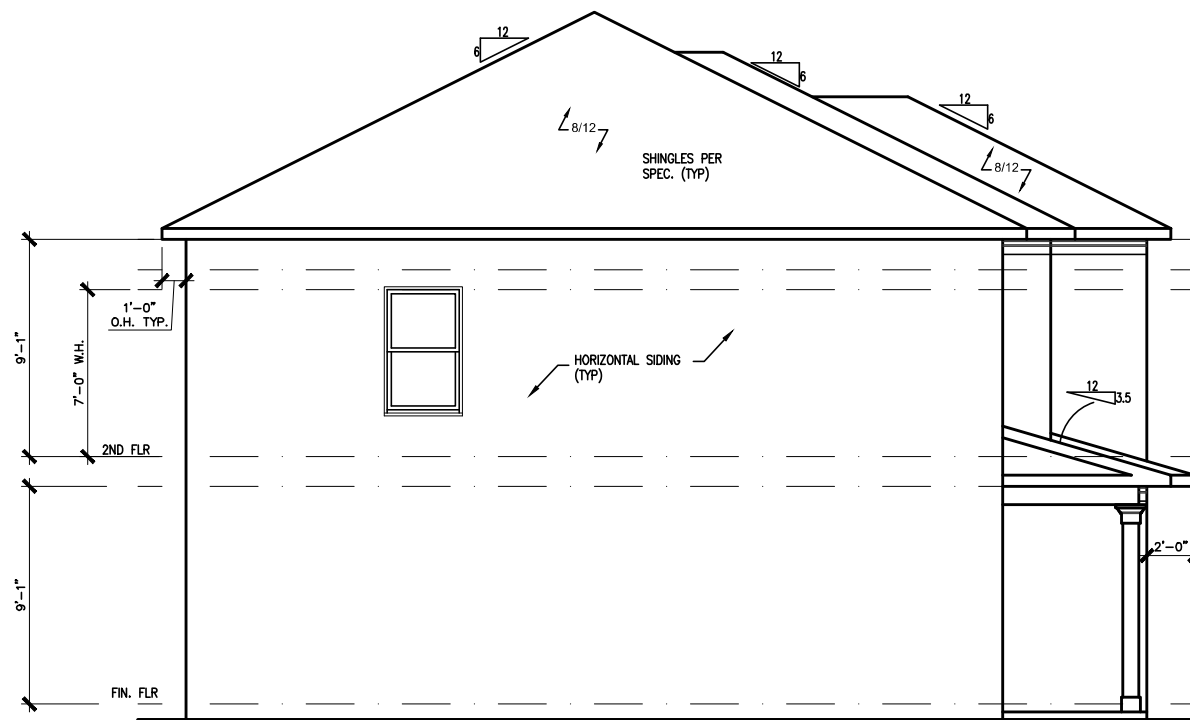 12
6
12
6
12
6
8/12
SHINGLES PER
SPEC. (TYP)
8/12
1'-0"
O.H. TYP.
9'-1"
7'-0" W.H.
HORIZONTAL SIDING
(TYP)
12
3.5
2ND FLR
9'-1"
2'-0"
FIN. FLR